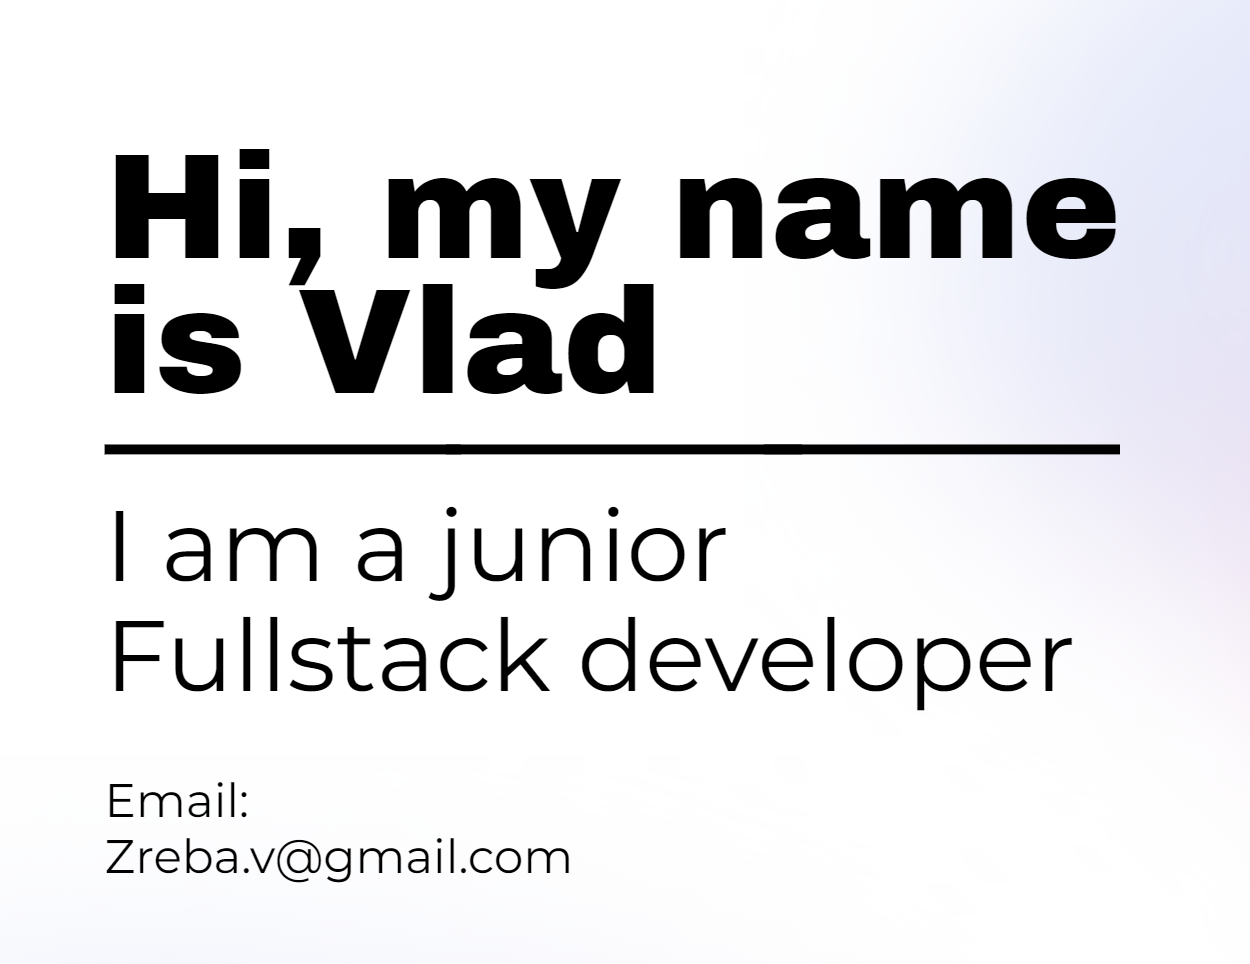 Hi, my name
is Vlad
I am a junior
Fullstack developer
Email:
Zreba.v@gmail.com